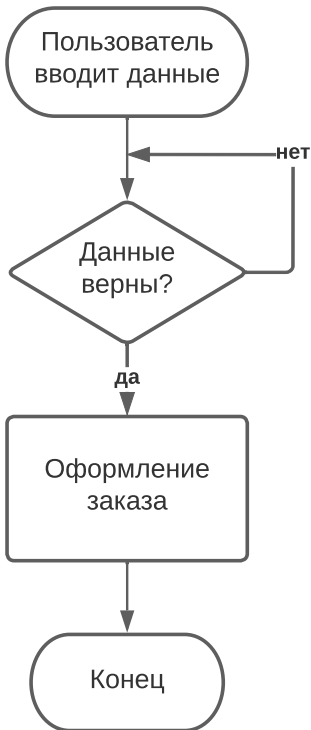 Пользователь
вводит данные
нет
Данные
верны?
да
Оформление
заказа
Конец